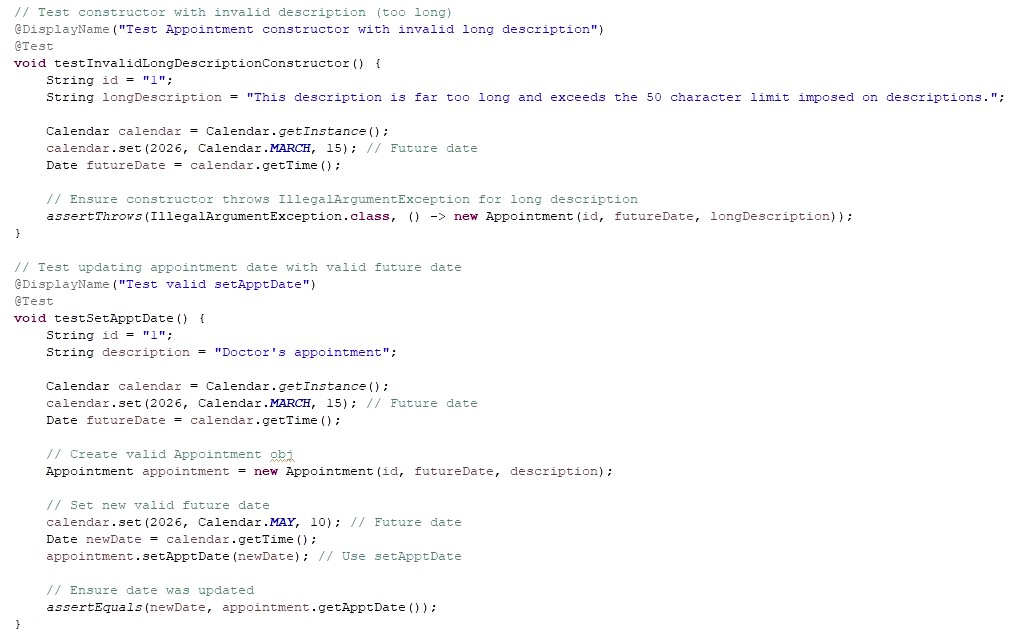 // Test constructor with invalid description (too long)
@DisplayName("Test Appointment constructor with invalid long description")
@Test
void testInvalidLongDescriptionConstructor() {
    String id = "1";
    String longDescription = "This description is far too long and exceeds the 50 character limit imposed on descriptions.";

    Calendar calendar = Calendar.getInstance();
    calendar.set(2026, Calendar.MARCH, 15); // Future date
    Date futureDate = calendar.getTime();

    // Ensure constructor throws IllegalArgumentException for long description
    assertThrows(IllegalArgumentException.class, () -> new Appointment(id, futureDate, longDescription));
}

// Test updating appointment date with valid future date
@DisplayName("Test valid setApptDate")
@Test
void testSetApptDate() {
    String id = "1";
    String description = "Doctor's appointment";

    Calendar calendar = Calendar.getInstance();
    calendar.set(2026, Calendar.MARCH, 15); // Future date
    Date futureDate = calendar.getTime();

    // Create valid Appointment obj
    Appointment appointment = new Appointment(id, futureDate, description);

    // Set new valid future date
    calendar.set(2026, Calendar.MAY, 10); // Future date
    Date newDate = calendar.getTime();
    appointment.setApptDate(newDate); // Use setApptDate

    // Ensure date was updated
    assertEquals(newDate, appointment.getApptDate());
}